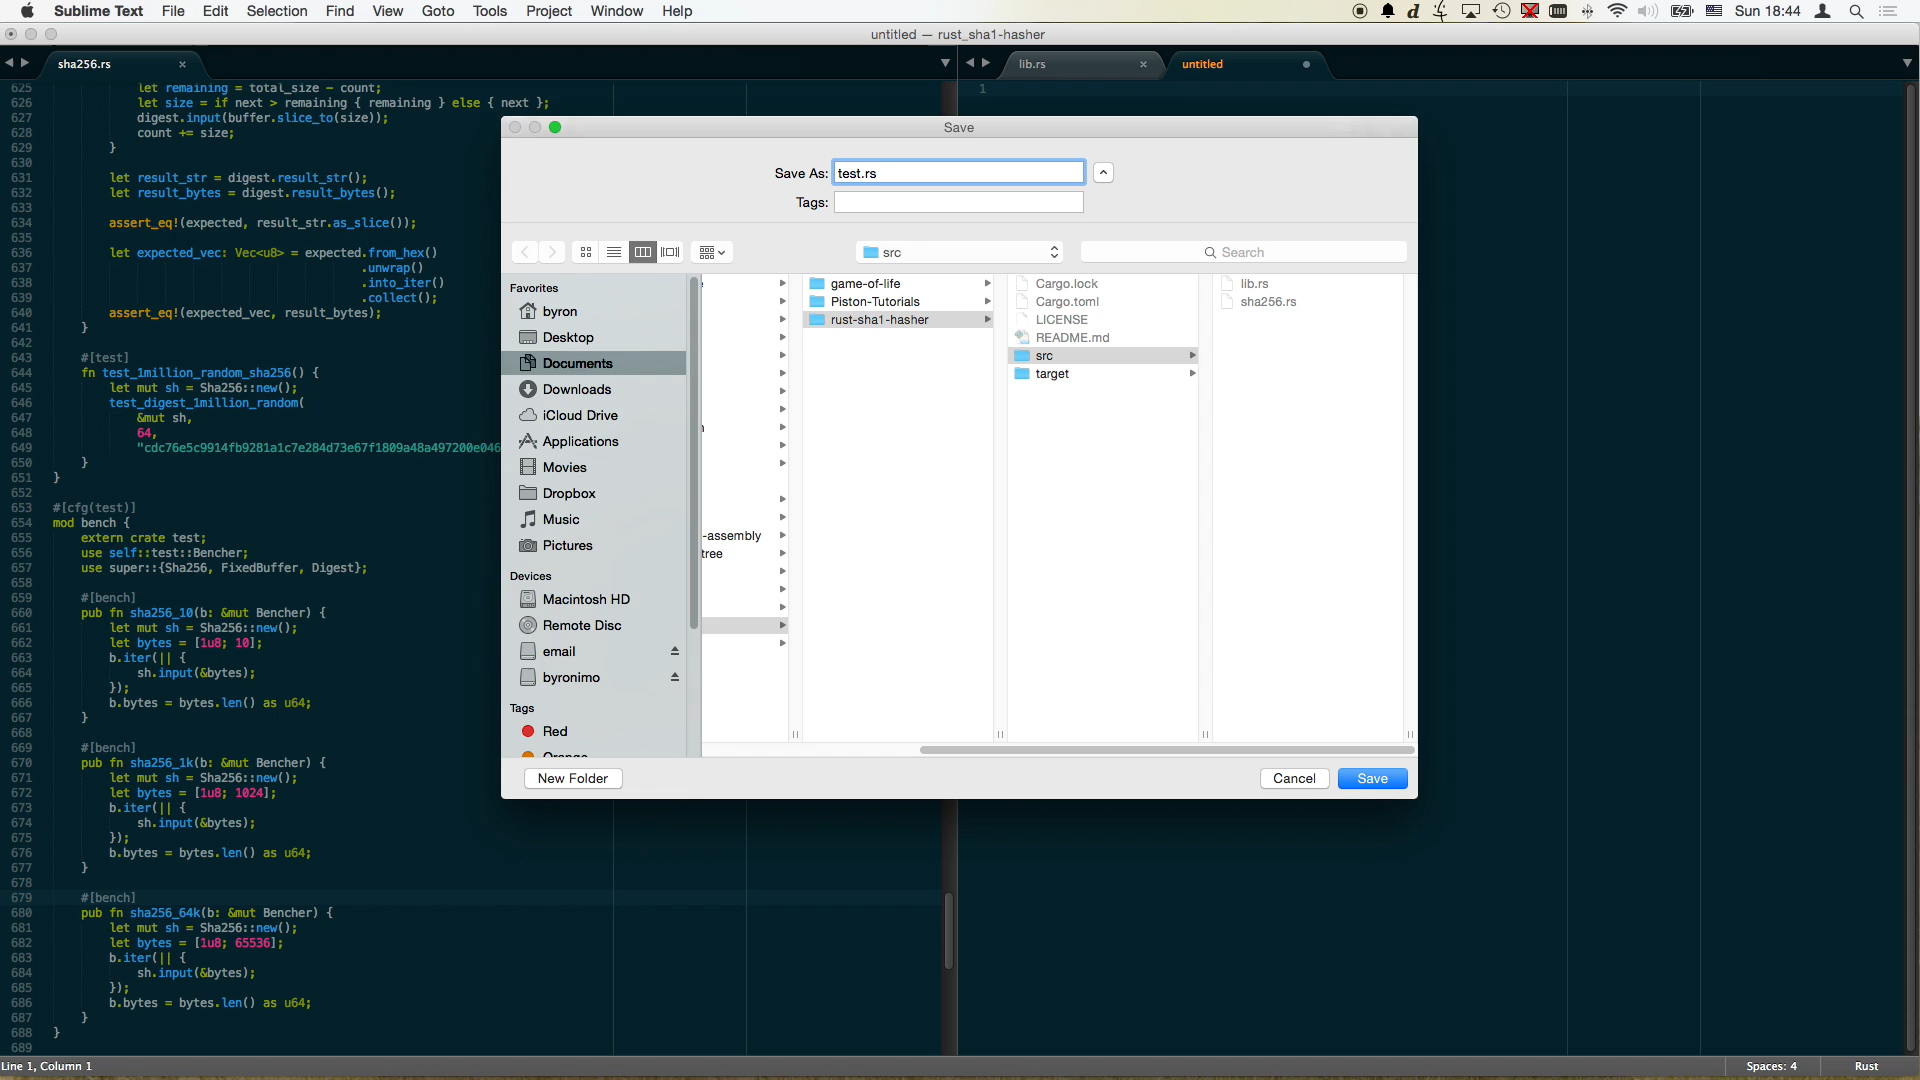 Sublime Text File Edit Selection Find View Goto Tools Project Window Help
Sun 18:44
untitled — rust_sha1-hasher
sha256.rs
lib.rs
untitled
625 let remaining = total_size - count;
626 let size = if next > remaining { remaining } else { next };
627 digest.input(buffer.slice_to(size));
628 count += size;
629 }
630
631 let result_str = digest.result_str();
632 let result_bytes = digest.result_bytes();
633
634 assert_eq!(expected, result_str.as_slice());
635
636 let expected_vec: Vec<u8> = expected.from_hex()
637 .unwrap()
638 .into_iter()
639 .collect();
640 assert_eq!(expected_vec, result_bytes);
641 }
642
643 #[test]
644 fn test_1million_random_sha256() {
645 let mut sh = Sha256::new();
646 test_digest_1million_random(
647 &mut sh,
648 64,
649 "cdc76e5c9914fb9281a1c7e284d73e67f1809a48a497200e046
650 }
651 }
652
653 #[cfg(test)]
654 mod bench {
655 extern crate test;
656 use self::test::Bencher;
657 use super::{Sha256, FixedBuffer, Digest};
658
659 #[bench]
660 pub fn sha256_10(b: &mut Bencher) {
661 let mut sh = Sha256::new();
662 let bytes = [1u8; 10];
663 b.iter(|| {
664 sh.input(&bytes);
665 });
666 b.bytes = bytes.len() as u64;
667 }
668
669 #[bench]
670 pub fn sha256_1k(b: &mut Bencher) {
671 let mut sh = Sha256::new();
672 let bytes = [1u8; 1024];
673 b.iter(|| {
674 sh.input(&bytes);
675 });
676 b.bytes = bytes.len() as u64;
677 }
678
679 #[bench]
680 pub fn sha256_64k(b: &mut Bencher) {
681 let mut sh = Sha256::new();
682 let bytes = [1u8; 65536];
683 b.iter(|| {
684 sh.input(&bytes);
685 });
686 b.bytes = bytes.len() as u64;
687 }
688 }
689
1
Save
Save As: test.rs
Tags:
src
Search
Favorites
byron
Desktop
Documents
Downloads
iCloud Drive
Applications
Movies
Dropbox
Music
Pictures
Devices
Macintosh HD
Remote Disc
email
byronimo
Tags
Red
Orange
-assembly
tree
game-of-life
Piston-Tutorials
rust-sha1-hasher
Cargo.lock
Cargo.toml
LICENSE
README.md
src
target
lib.rs
sha256.rs
New Folder
Cancel
Save
Line 1, Column 1
Spaces: 4
Rust